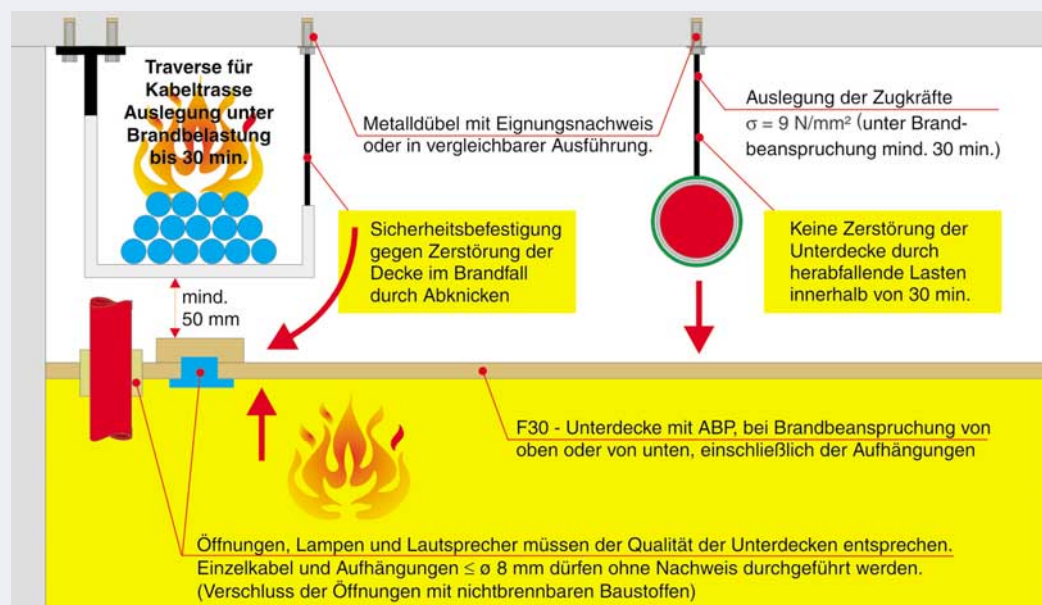 Traverse für
Kabeltrasse
Auslegung unter
Brandbelastung
bis 30 min.
Metalldübel mit Eignungsnachweis
oder in vergleichbarer Ausführung.
Auslegung der Zugkräfte
σ = 9 N/mm² (unter Brand-
beanspruchung mind. 30 min.)
Sicherheitsbefestigung
gegen Zerstörung der
Decke im Brandfall
durch Abknicken
Keine Zerstörung der
Unterdecke durch
herabfallende Lasten
innerhalb von 30 min.
mind.
50 mm
F30 - Unterdecke mit ABP, bei Brandbeanspruchung von
oben oder von unten, einschließlich der Aufhängungen
Öffnungen, Lampen und Lautsprecher müssen der Qualität der Unterdecken entsprechen.
Einzelkabel und Aufhängungen ≤ ø 8 mm dürfen ohne Nachweis durchgeführt werden.
(Verschluss der Öffnungen mit nichtbrennbaren Baustoffen)